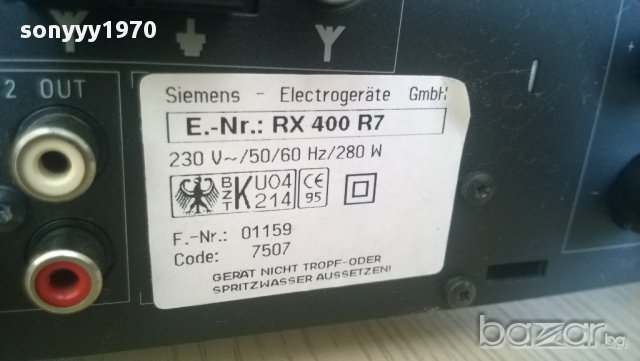 sonyyy1970
2 OUT
Siemens - Electrogeräte GmbH
E.-Nr.: RX 400 R7
230 V~/50/60 Hz/280 W
BZT K U04 214 CE 95
F.-Nr.: 01159
Code: 7507
GERÄT NICHT TROPF-ODER
SPRITZWASSER AUSSETZEN!
bazar.bg